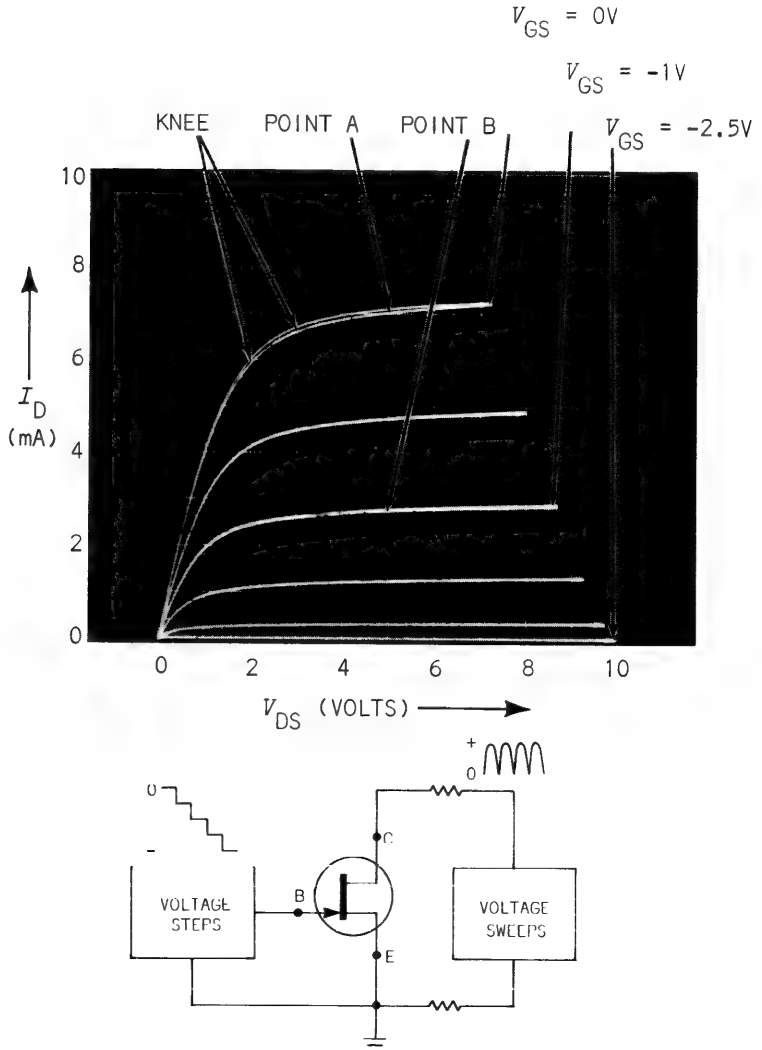 V_GS = 0V
V_GS = -1V
KNEE POINT A POINT B V_GS = -2.5V
10
8
6
4
2
0
I_D
(mA)
0 2 4 6 8 10
V_DS (VOLTS)
+
0
0
-
C
B
VOLTAGE
STEPS
VOLTAGE
SWEEPS
E